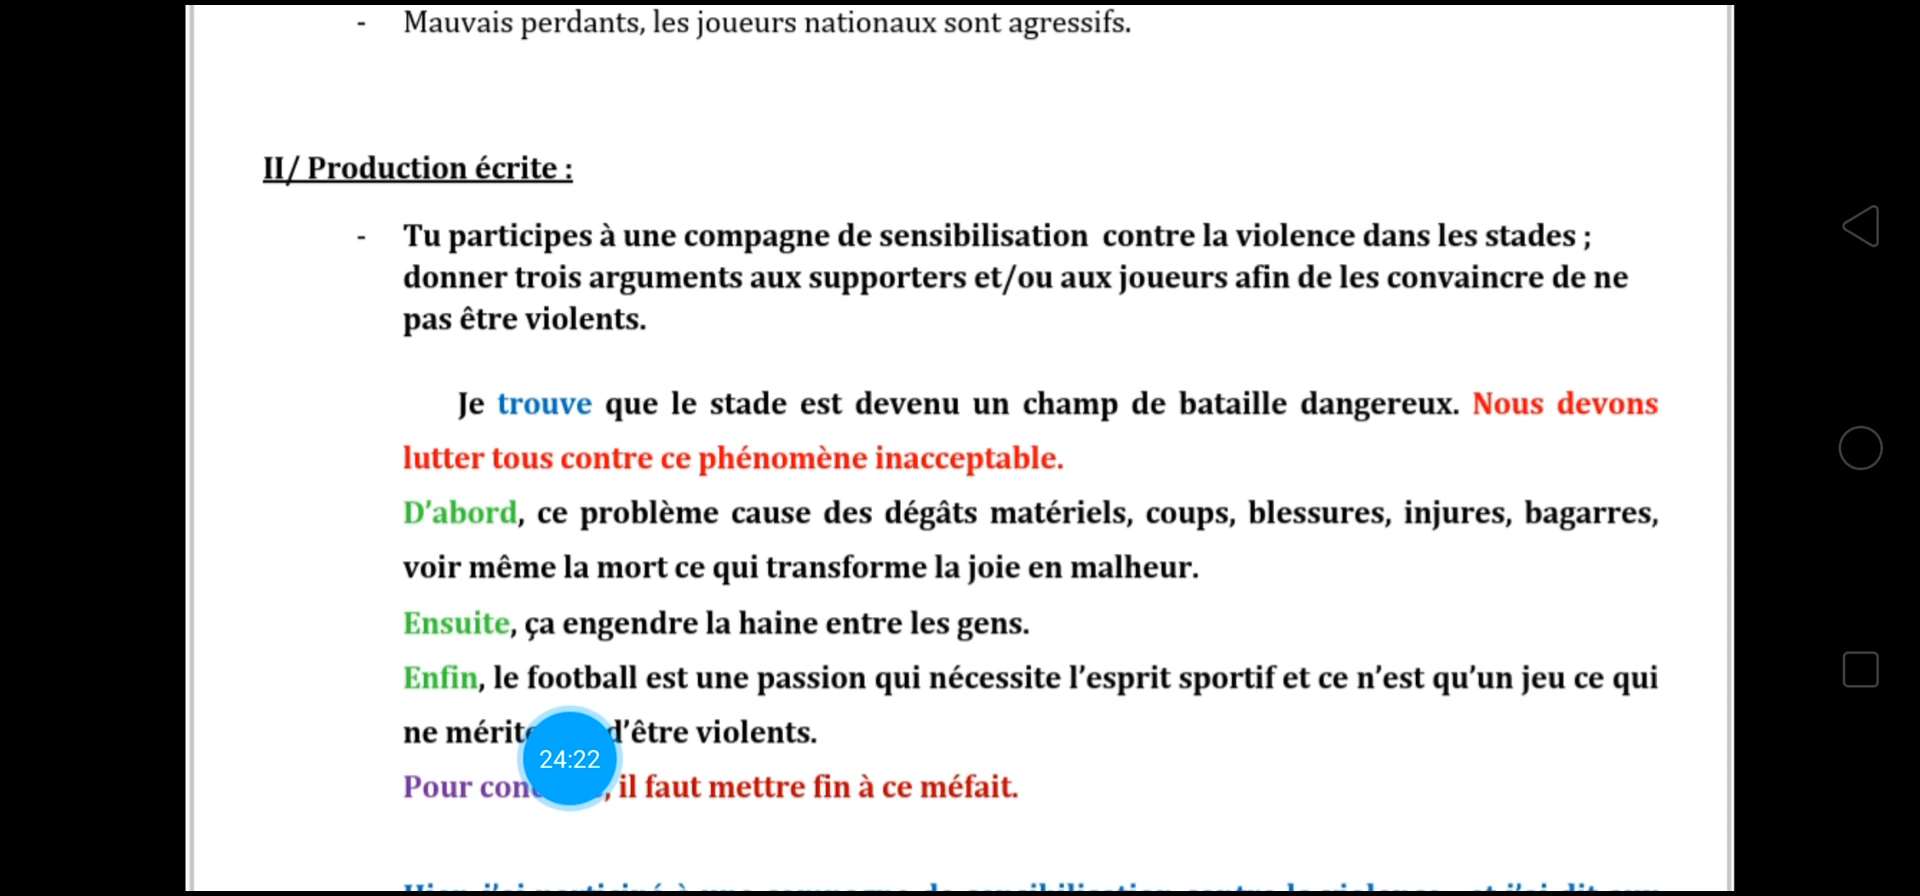 - Mauvais perdants, les joueurs nationaux sont agressifs.
II/ Production écrite :
- Tu participes à une compagne de sensibilisation contre la violence dans les stades ;
donner trois arguments aux supporters et/ou aux joueurs afin de les convaincre de ne
pas être violents.
Je trouve que le stade est devenu un champ de bataille dangereux. Nous devons
lutter tous contre ce phénomène inacceptable.
D'abord, ce problème cause des dégâts matériels, coups, blessures, injures, bagarres,
voir même la mort ce qui transforme la joie en malheur.
Ensuite, ça engendre la haine entre les gens.
Enfin, le football est une passion qui nécessite l'esprit sportif et ce n'est qu'un jeu ce qui
ne d'être violents.
24:22
Pour , il faut mettre fin à ce méfait.